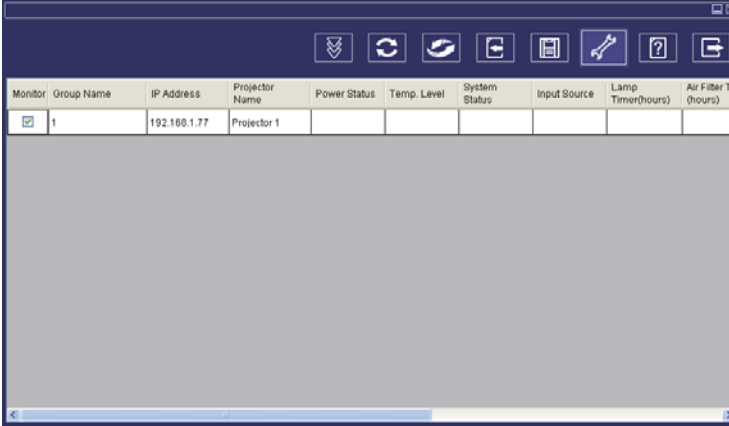 Monitor Group Name IP Address Projector Name Power Status Temp. Level System Status Input Source Lamp Timer(hours) Air Filter T (hours)
1 192.168.1.77 Projector 1